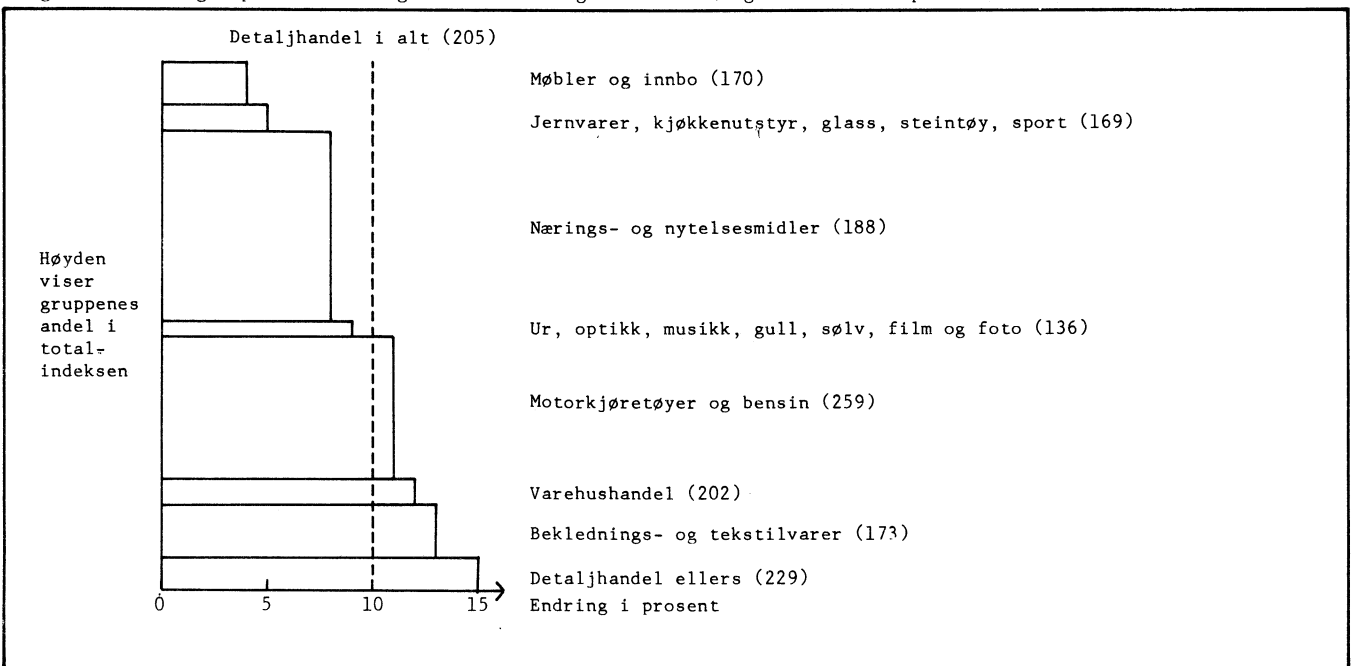 Detaljhandel i alt (205)
Møbler og innbo (170)
Jernvarer, kjøkkenutstyr, glass, steintøy, sport (169)
Nærings- og nytelsesmidler (188)
Høyden
viser
gruppenes
andel i
total-
indeksen
Ur, optikk, musikk, gull, sølv, film og foto (136)
Motorkjøretøyer og bensin (259)
Varehushandel (202)
Beklednings- og tekstilvarer (173)
Detaljhandel ellers (229)
0 5 10 15 Endring i prosent